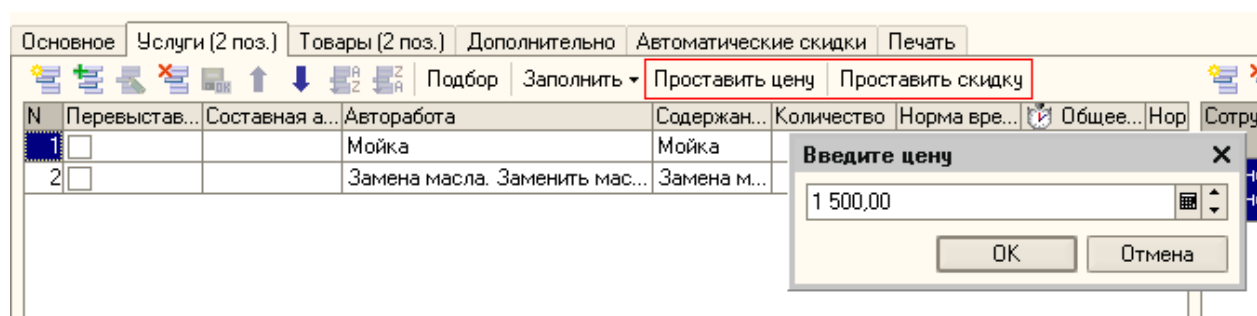 Основное Услуги (2 поз.) Товары (2 поз.) Дополнительно Автоматические скидки Печать
Подбор Заполнить Проставить цену Проставить скидку
N Перевыстав... Составная а... Авторабота Содержан... Количество Норма вре... Общее... Нор Сотру
1 Мойка Мойка
2 Замена масла. Заменить мас... Замена м...
Введите цену
1 500,00
OK Отмена